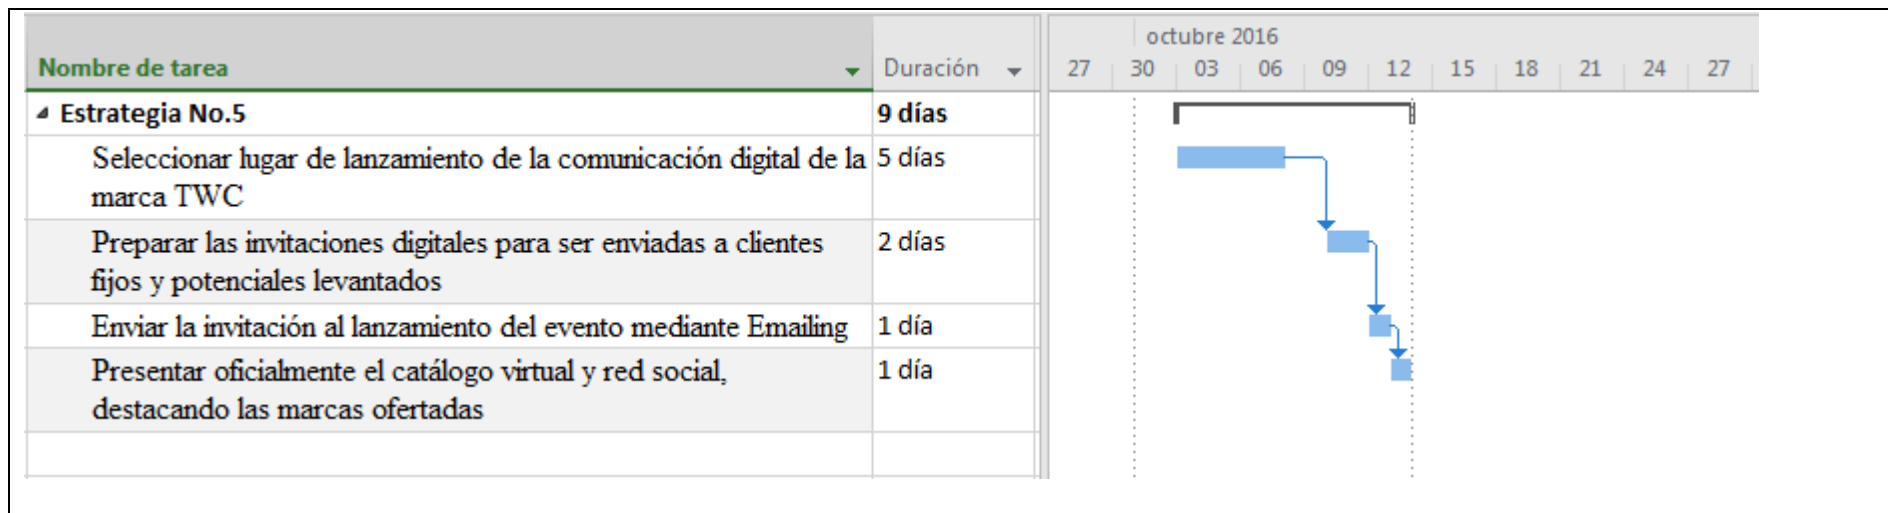 octubre 2016
Nombre de tarea Duración 27 30 03 06 09 12 15 18 21 24 27
Estrategia No.5 9 días
Seleccionar lugar de lanzamiento de la comunicación digital de la 5 días
marca TWC
Preparar las invitaciones digitales para ser enviadas a clientes 2 días
fijos y potenciales levantados
Enviar la invitación al lanzamiento del evento mediante Emailing 1 día
Presentar oficialmente el catálogo virtual y red social, 1 día
destacando las marcas ofertadas